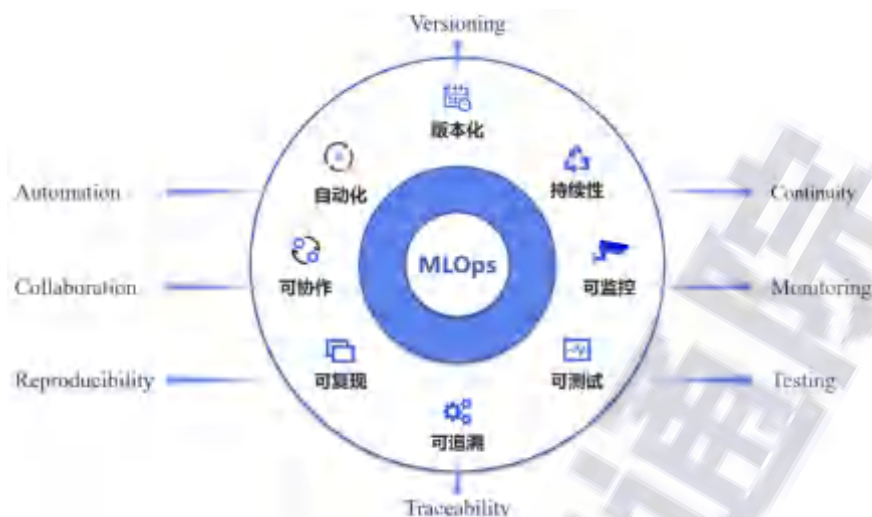 Versioning
版本化
自动化
持续性
Automation
Continuity
MLOps
可协作
可监控
Collaboration
Monitoring
可复现
可测试
Reproducibility
Testing
可追溯
Traceability